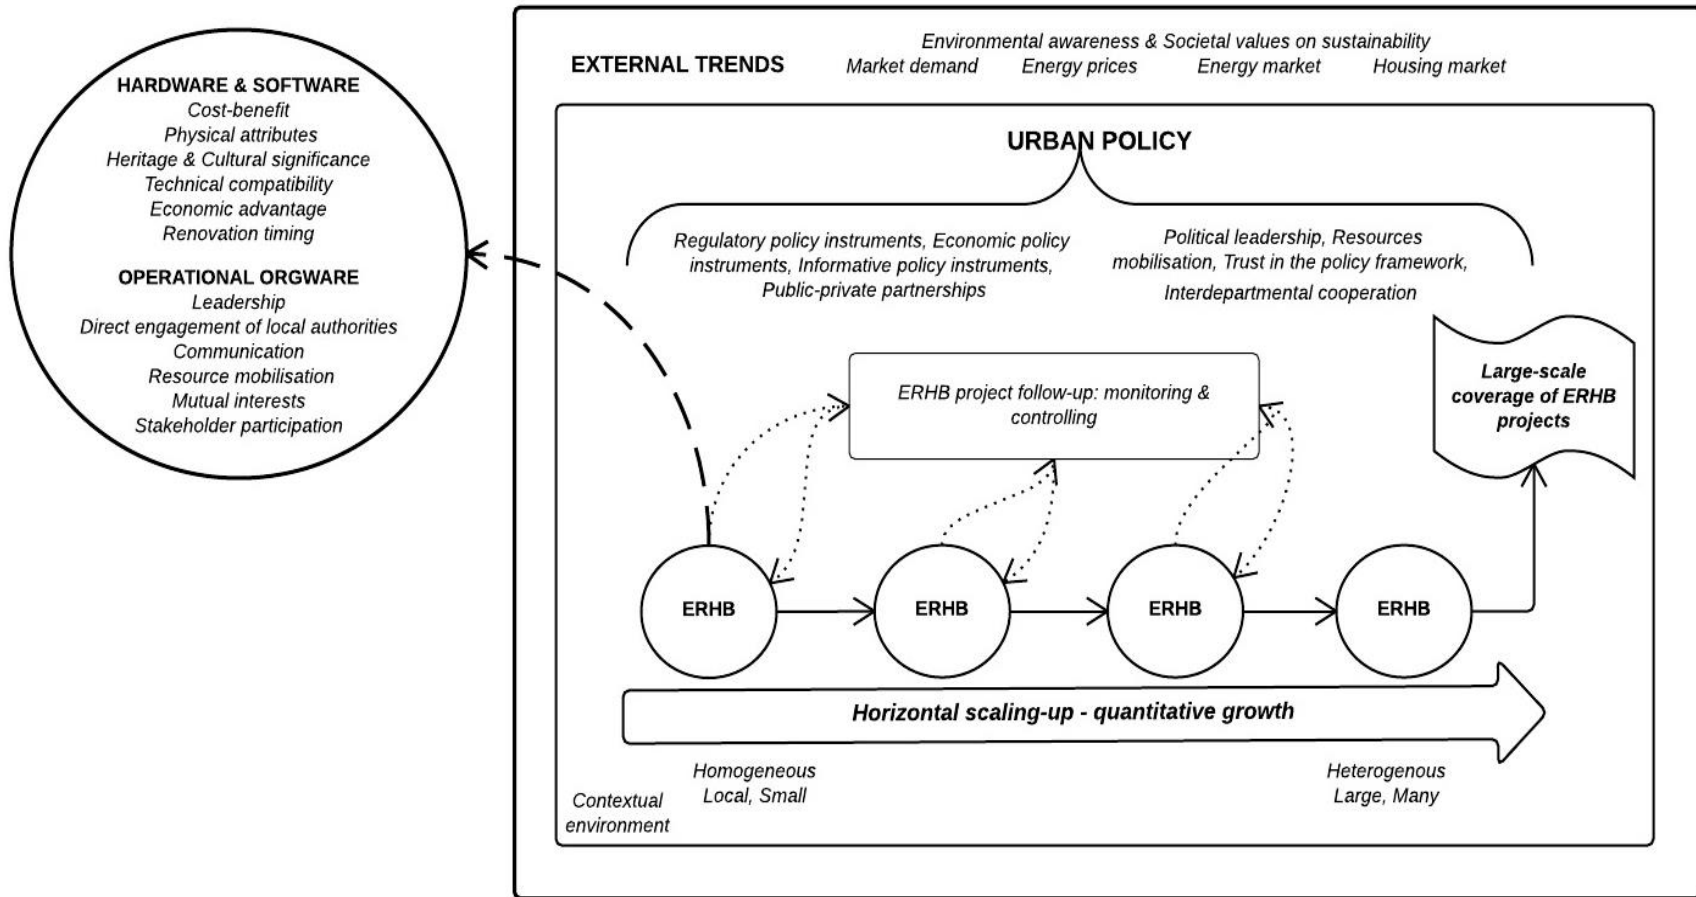 HARDWARE & SOFTWARE
Cost-benefit
Physical attributes
Heritage & Cultural significance
Technical compatibility
Economic advantage
Renovation timing
OPERATIONAL ORGWARE
Leadership
Direct engagement of local authorities
Communication
Resource mobilisation
Mutual interests
Stakeholder participation
EXTERNAL TRENDS
Environmental awareness & Societal values on sustainability
Market demand Energy prices Energy market Housing market
URBAN POLICY
Regulatory policy instruments, Economic policy
instruments, Informative policy instruments,
Public-private partnerships
Political leadership, Resources
mobilisation, Trust in the policy framework,
Interdepartmental cooperation
ERHB project follow-up: monitoring &
controlling
Large-scale
coverage of ERHB
projects
ERHB ERHB ERHB ERHB
Horizontal scaling-up - quantitative growth
Homogeneous
Local, Small
Heterogenous
Large, Many
Contextual
environment